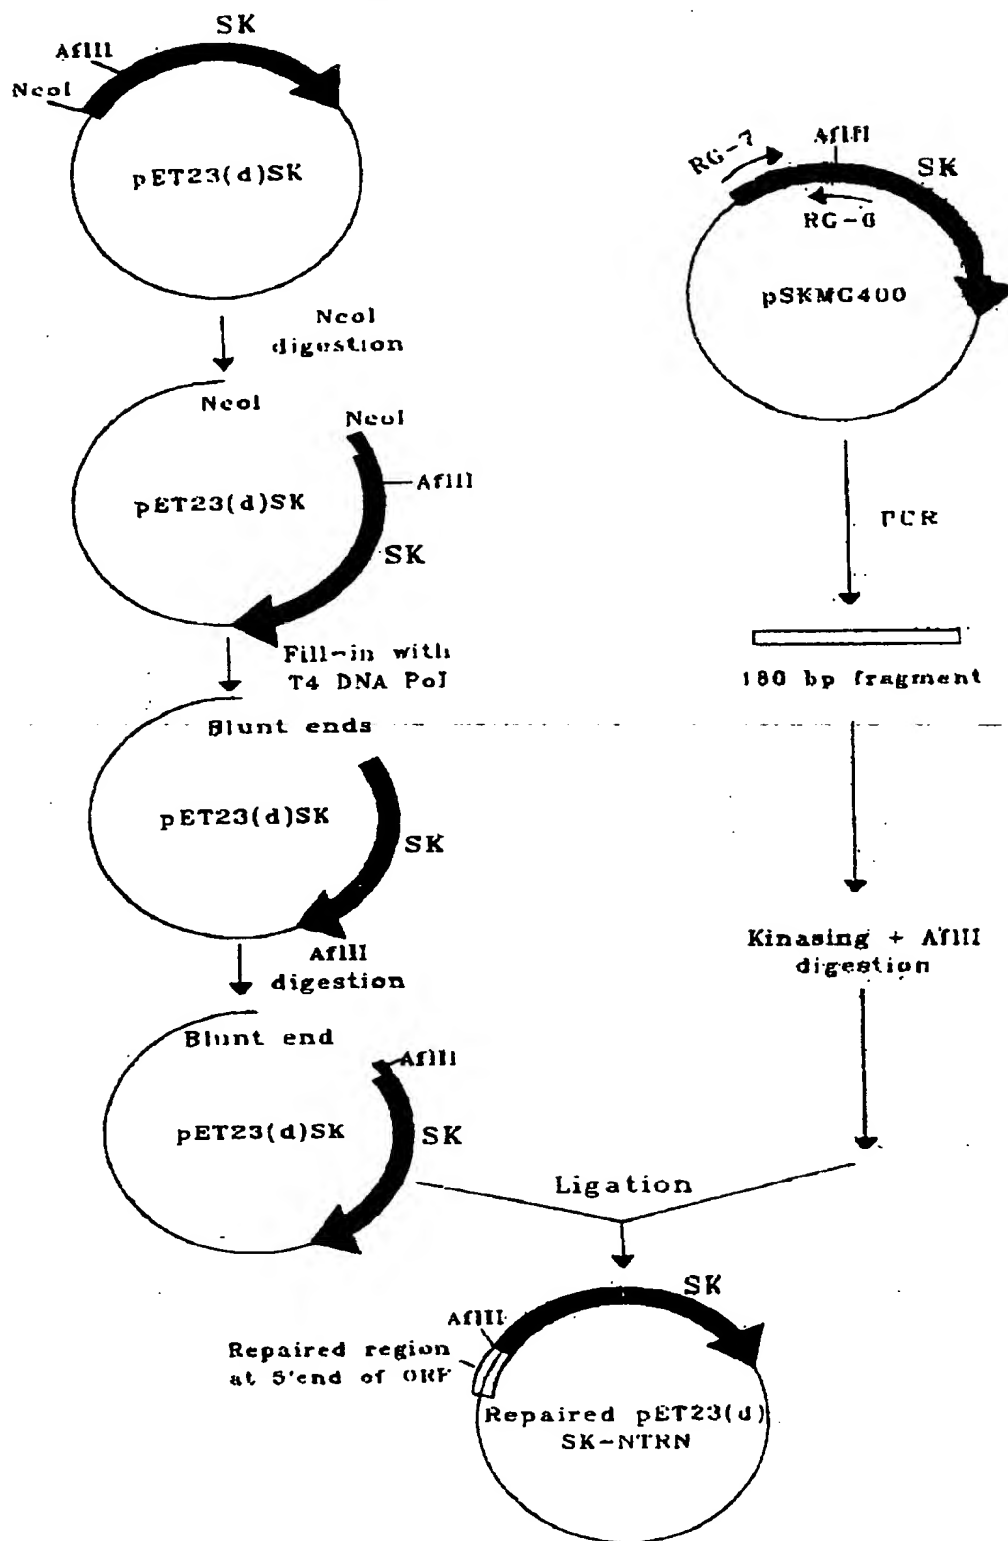 SK
AflII
NcoI
pET23(d)SK
NcoI
digestion
NcoI
NcoI
AflII
pET23(d)SK
SK
Fill-in with
T4 DNA Pol
Blunt ends
pET23(d)SK
SK
AflII
digestion
Blunt end
AflII
pET23(d)SK
SK
RG-7
AflII
SK
RG-6
pSKMG400
PCR
180 bp fragment
Kinasing + AflII
digestion
Ligation
SK
AflII
Repaired region
at 5'end of ORF
Repaired pET23(d)
SK-NTRN